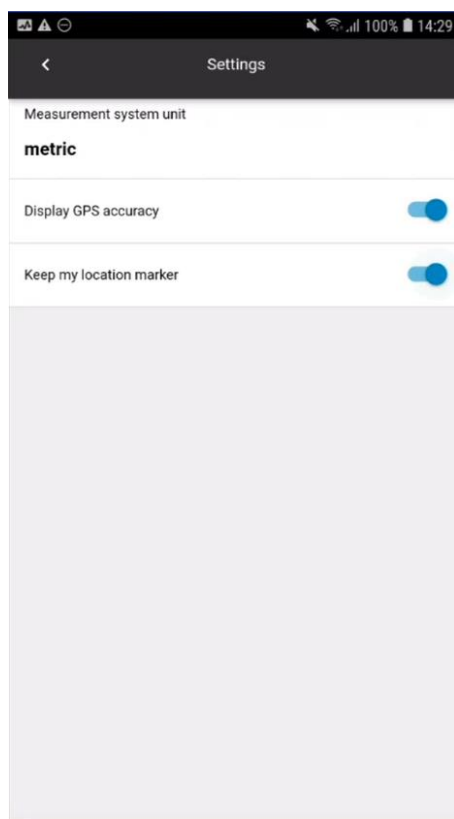 100% 14:29
Settings
Measurement system unit
metric
Display GPS accuracy
Keep my location marker